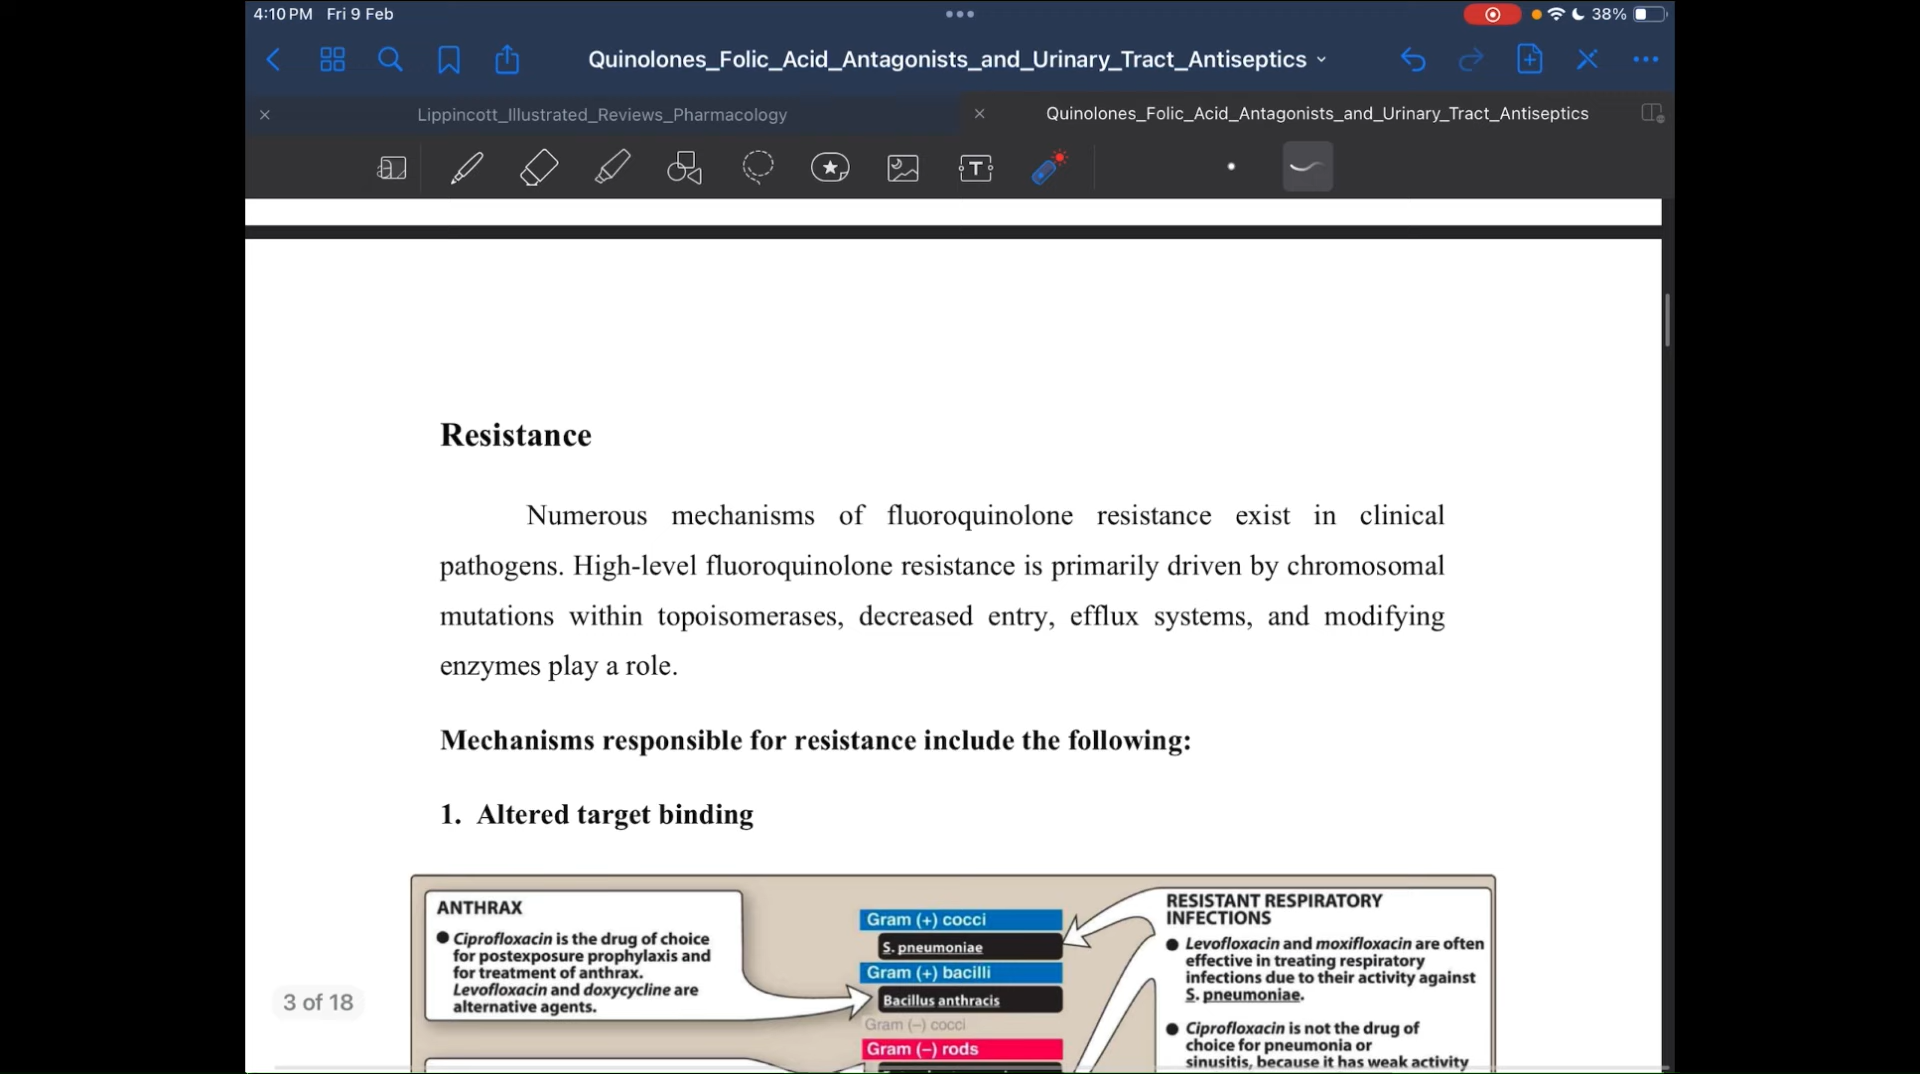 4:10 PM Fri 9 Feb
38%
Quinolones_Folic_Acid_Antagonists_and_Urinary_Tract_Antiseptics
Lippincott_Illustrated_Reviews_Pharmacology
Quinolones_Folic_Acid_Antagonists_and_Urinary_Tract_Antiseptics
Resistance
Numerous mechanisms of fluoroquinolone resistance exist in clinical
pathogens. High-level fluoroquinolone resistance is primarily driven by chromosomal
mutations within topoisomerases, decreased entry, efflux systems, and modifying
enzymes play a role.
Mechanisms responsible for resistance include the following:
1. Altered target binding
ANTHRAX
● Ciprofloxacin is the drug of choice
for postexposure prophylaxis and
for treatment of anthrax.
Levofloxacin and doxycycline are
alternative agents.
Gram (+) cocci
S. pneumoniae
Gram (+) bacilli
Bacillus anthracis
Gram (–) cocci
Gram (–) rods
RESISTANT RESPIRATORY
INFECTIONS
● Levofloxacin and moxifloxacin are often
effective in treating respiratory
infections due to their activity against
S. pneumoniae.
● Ciprofloxacin is not the drug of
choice for pneumonia or
sinusitis, because it has weak activity
3 of 18